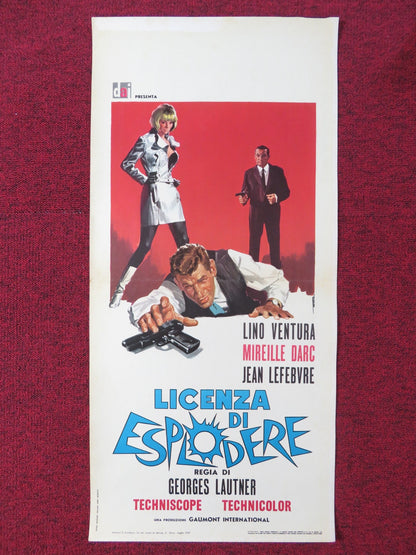 dai
PRESENTA
LINO VENTURA
MIREILLE DARC
JEAN LEFEBVRE
LICENZA
DI
ESPLODERE
REGIA DI
GEORGES LAUTNER
TECHNISCOPE TECHNICOLOR
UNA PRODUZIONE GAUMONT INTERNATIONAL